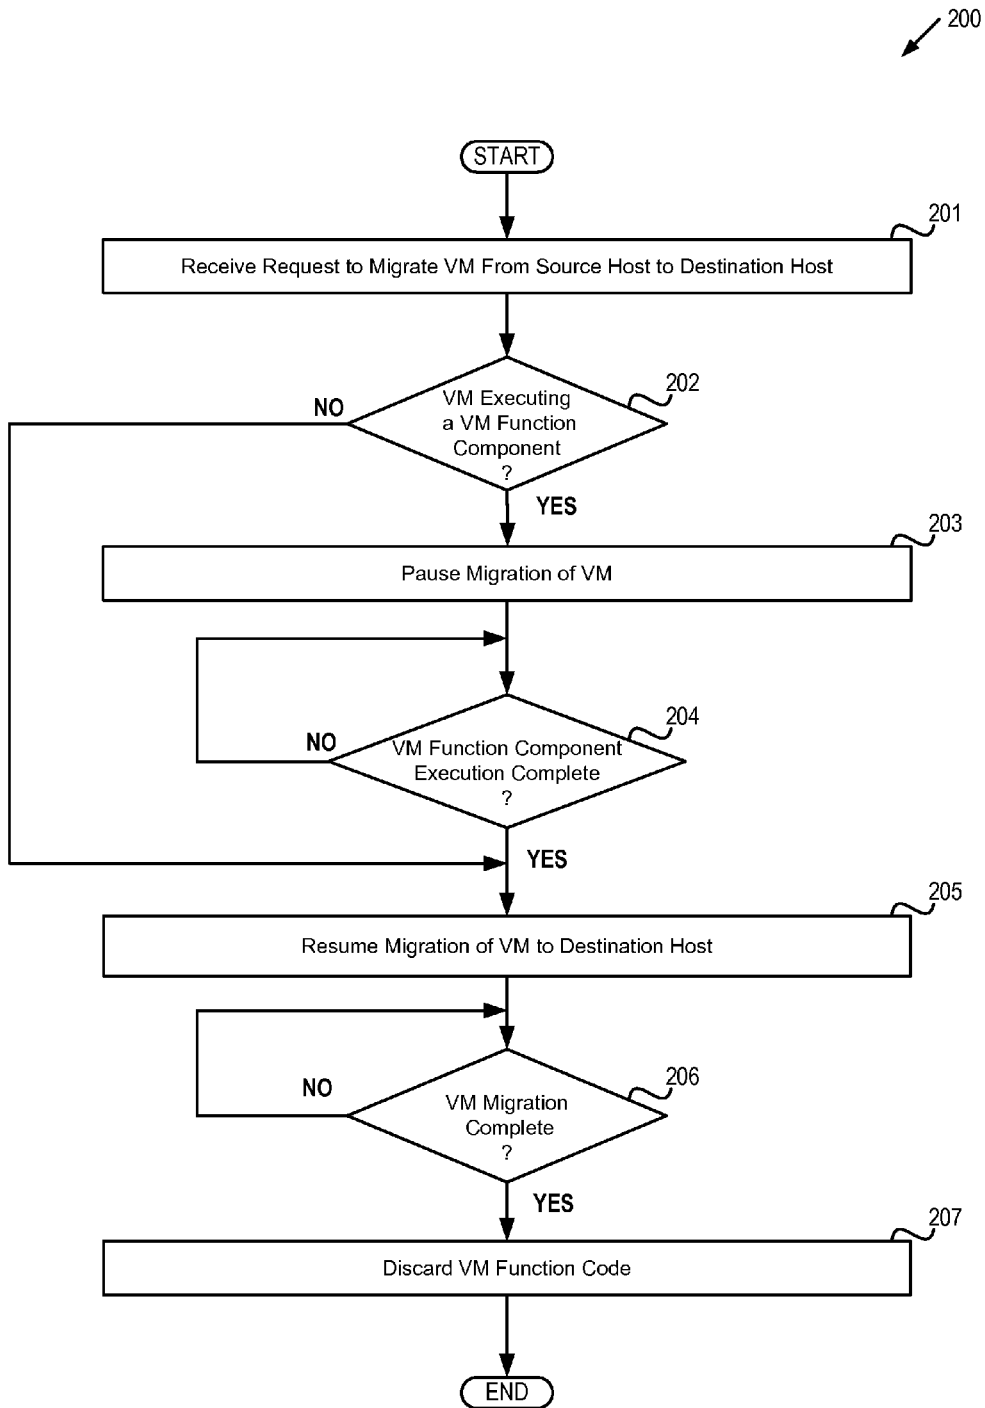 200
START
201
Receive Request to Migrate VM From Source Host to Destination Host
202
NO
VM Executing
a VM Function
Component
?
YES
203
Pause Migration of VM
204
NO
VM Function Component
Execution Complete
?
YES
205
Resume Migration of VM to Destination Host
206
NO
VM Migration
Complete
?
YES
207
Discard VM Function Code
END